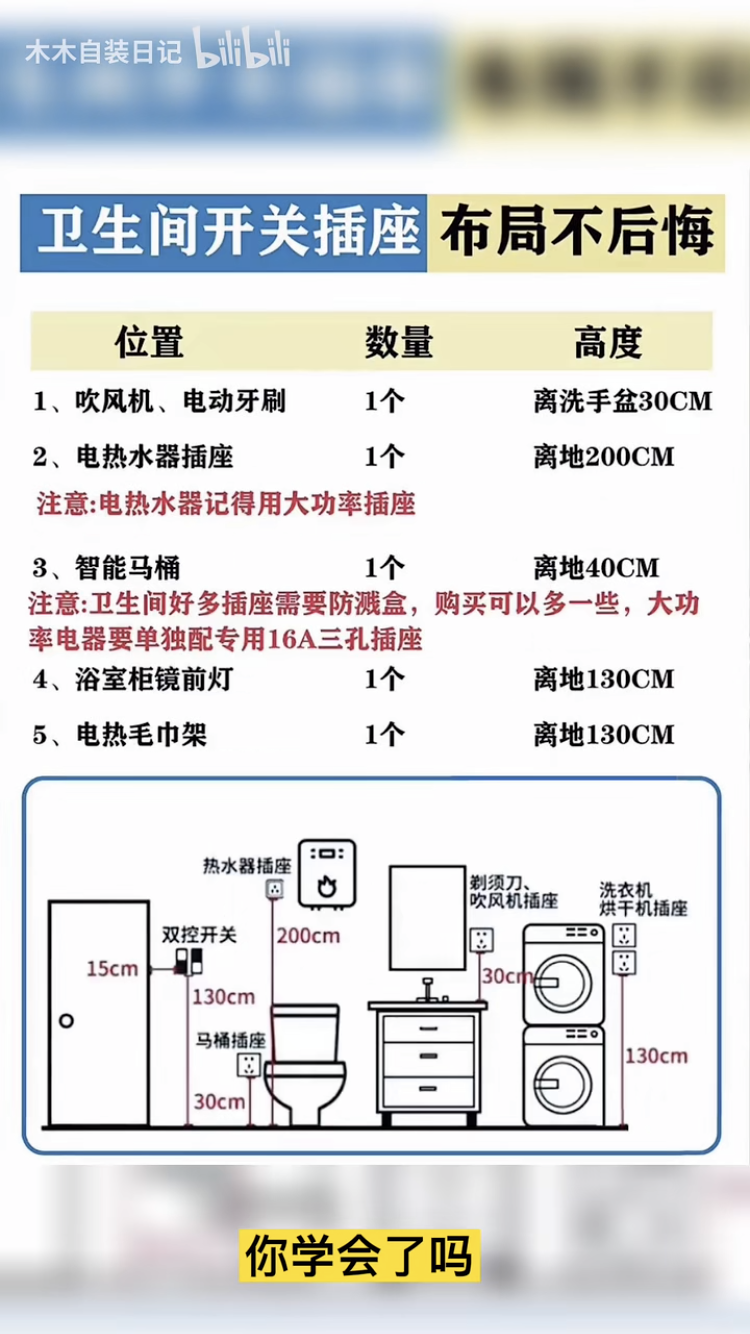 木木自装日记 bilibili
卫生间开关插座 布局不后悔
位置 数量 高度
1、吹风机、电动牙刷 1个 离洗手盆30CM
2、电热水器插座 1个 离地200CM
注意:电热水器记得用大功率插座
3、智能马桶 1个 离地40CM
注意:卫生间好多插座需要防溅盒，购买可以多一些，大功
率电器要单独配专用16A三孔插座
4、浴室柜镜前灯 1个 离地130CM
5、电热毛巾架 1个 离地130CM
热水器插座
剃须刀、
吹风机插座
洗衣机
烘干机插座
双控开关
200cm
15cm
30cm
130cm
马桶插座
130cm
30cm
你学会了吗